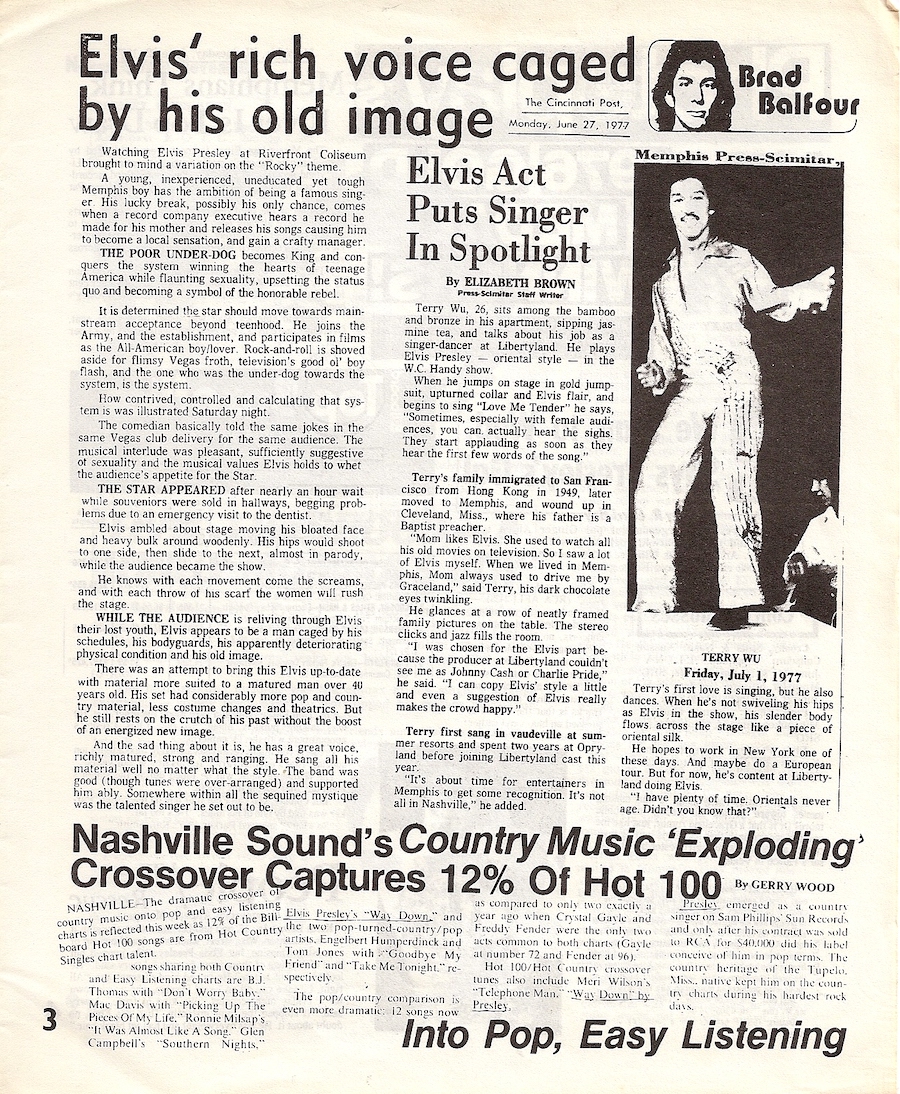 Elvis' rich voice caged
by his old image
The Cincinnati Post,
Monday, June 27, 1977
Brad
Balfour
Watching Elvis Presley at Riverfront Coliseum
brought to mind a variation on the "Rocky" theme.
A young, inexperienced, uneducated yet tough
Memphis boy has the ambition of being a famous sing-
er. His lucky break, possibly his only chance, comes
when a record company executive hears a record he
made for his mother and releases his songs causing him
to become a local sensation, and gain a crafty manager.
THE POOR UNDER-DOG becomes King and con-
quers the system winning the hearts of teenage
America while flaunting sexuality, upsetting the status
quo and becoming a symbol of the honorable rebel.
It is determined the star should move towards main-
stream acceptance beyond teenhood. He joins the
Army, and the establishment, and participates in films
as the All-American boy/lover. Rock-and-roll is shoved
aside for flimsy Vegas froth, television's good ol' boy
flash, and the one who was the under-dog towards the
system, is the system.
How contrived, controlled and calculating that sys-
tem is was illustrated Saturday night.
The comedian basically told the same jokes in the
same Vegas club delivery for the same audience. The
musical interlude was pleasant, sufficiently suggestive
of sexuality and the musical values Elvis holds to whet
the audience's appetite for the Star.
THE STAR APPEARED after nearly an hour wait
while souveniors were sold in hallways, begging prob-
lems due to an emergency visit to the dentist.
Elvis ambled about stage moving his bloated face
and heavy bulk around woodenly. His hips would shoot
to one side, then slide to the next, almost in parody,
while the audience became the show.
He knows with each movement come the screams,
and with each throw of his scarf the women will rush
the stage.
WHILE THE AUDIENCE is reliving through Elvis
their lost youth, Elvis appears to be a man caged by his
schedules, his bodyguards, his apparently deteriorating
physical condition and his old image.
There was an attempt to bring this Elvis up-to-date
with material more suited to a matured man over 40
years old. His set had considerably more pop and coun-
try material, less costume changes and theatrics. But
he still rests on the crutch of his past without the boost
of an energized new image.
And the sad thing about it is, he has a great voice,
richly matured, strong and ranging. He sang all his
material well no matter what the style. The band was
good (though tunes were over-arranged) and supported
him ably. Somewhere within all the sequined mystique
was the talented singer he set out to be.
Elvis Act
Puts Singer
In Spotlight
By ELIZABETH BROWN
Press-Scimitar Staff Writer
Terry Wu, 26, sits among the bamboo
and bronze in his apartment, sipping jas-
mine tea, and talks about his job as a
singer-dancer at Libertyland. He plays
Elvis Presley — oriental style — in the
W.C. Handy show.
When he jumps on stage in gold jump-
suit, upturned collar and Elvis flair, and
begins to sing "Love Me Tender" he says,
"Sometimes, especially with female audi-
ences, you can actually hear the sighs.
They start applauding as soon as they
hear the first few words of the song."
Terry's family immigrated to San Fran-
cisco from Hong Kong in 1949, later
moved to Memphis, and wound up in
Cleveland, Miss., where his father is a
Baptist preacher.
"Mom likes Elvis. She used to watch all
his old movies on television. So I saw a lot
of Elvis myself. When we lived in Mem-
phis, Mom always used to drive me by
Graceland," said Terry, his dark chocolate
eyes twinkling.
He glances at a row of neatly framed
family pictures on the table. The stereo
clicks and jazz fills the room.
"I was chosen for the Elvis part be-
cause the producer at Libertyland couldn't
see me as Johnny Cash or Charlie Pride,"
he said. "I can copy Elvis' style a little
and even a suggestion of Elvis really
makes the crowd happy."
Terry first sang in vaudeville at sum-
mer resorts and spent two years at Opry-
land before joining Libertyland cast this
year.
"It's about time for entertainers in
Memphis to get some recognition. It's not
all in Nashville," he added.
Memphis Press-Scimitar,
TERRY WU
Friday, July 1, 1977
Terry's first love is singing, but he also
dances. When he's not swiveling his hips
as Elvis in the show, his slender body
flows across the stage like a piece of
oriental silk.
He hopes to work in New York one of
these days. And maybe do a European
tour. But for now, he's content at Liberty-
land doing Elvis.
"I have plenty of time. Orientals never
age. Didn't you know that?"
Nashville Sound's Country Music 'Exploding'
Crossover Captures 12% Of Hot 100
By GERRY WOOD
NASHVILLE—The dramatic crossover of
country music onto pop and easy listening
charts is reflected this week as 12% of the Bill-
board Hot 100 songs are from Hot Country
Singles chart talent.
songs sharing both Country
and Easy Listening charts are B.J.
Thomas with "Don't Worry Baby,"
Mac Davis with "Picking Up The
Pieces Of My Life," Ronnie Milsap's
"It Was Almost Like A Song," Glen
Campbell's "Southern Nights,"
Elvis Presley's "Way Down," and
the two pop-turned-country/pop
artists, Engelbert Humperdinck and
Tom Jones with "Goodbye My
Friend" and "Take Me Tonight," re-
spectively.
The pop/country comparison is
even more dramatic: 12 songs now
as compared to only two exactly a
year ago when Crystal Gayle and
Freddy Fender were the only two
acts common to both charts (Gayle
at number 72 and Fender at 96).
Hot 100/Hot Country crossover
tunes also include Meri Wilson's
"Telephone Man," "Way Down" by
Presley,
Presley emerged as a country
singer on Sam Phillips' Sun Records
and only after his contract was sold
to RCA for $40,000 did his label
conceive of him in pop terms. The
country heritage of the Tupelo,
Miss., native kept him on the coun-
try charts during his hardest rock
days.
Into Pop, Easy Listening
3